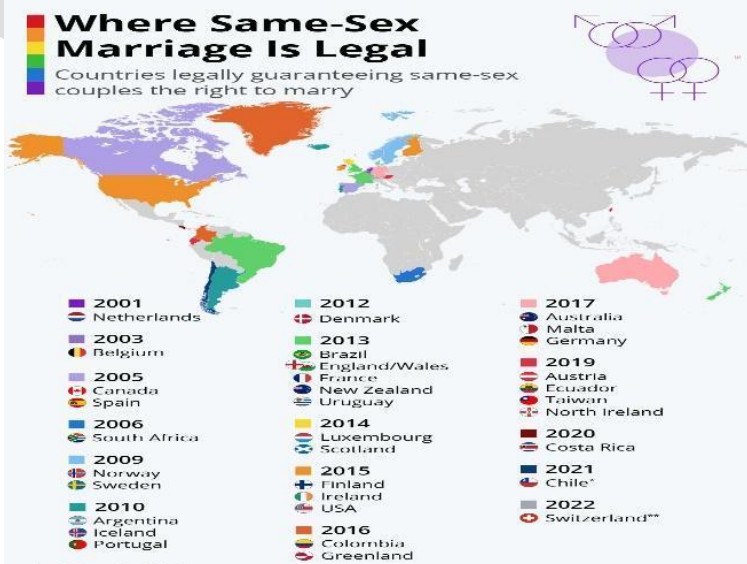 Where Same-Sex
Marriage Is Legal
Countries legally guaranteeing same-sex
couples the right to marry
2001
Netherlands
2003
Belgium
2005
Canada
Spain
2006
South Africa
2009
Norway
Sweden
2010
Argentina
Iceland
Portugal
2012
Denmark
2013
Brazil
England/Wales
France
New Zealand
Uruguay
2014
Luxembourg
Scotland
2015
Finland
Ireland
USA
2016
Colombia
Greenland
2017
Australia
Malta
Germany
2019
Austria
Ecuador
Taiwan
North Ireland
2020
Costa Rica
2021
Chile*
2022
Switzerland**